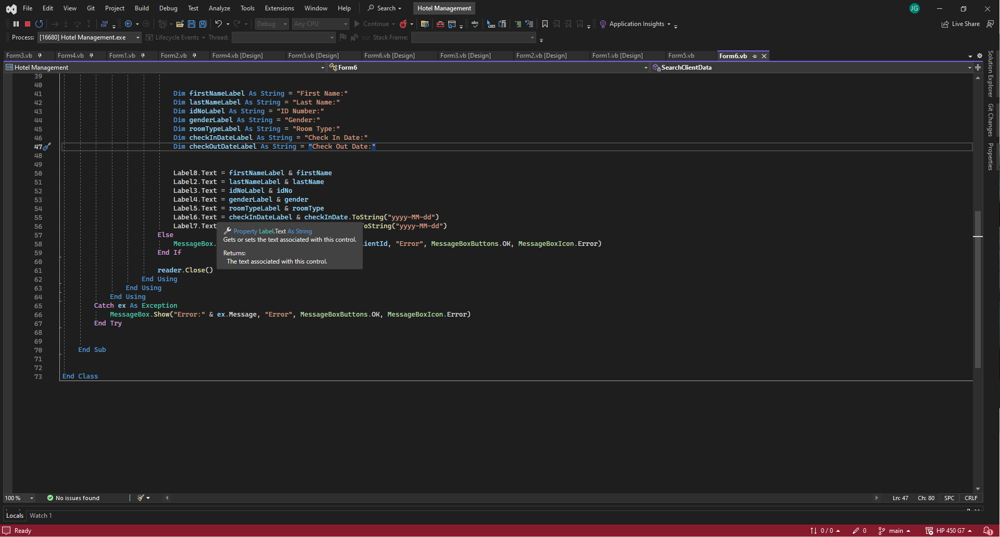 File Edit View Git Project Build Debug Test Analyze Tools Extensions Window Help Search Hotel Management JG
Debug Any CPU Continue Application Insights Live Share
Process: [16680] Hotel Management.exe Lifecycle Events Thread: Stack Frame:
Form3.vb Form4.vb Form1.vb Form2.vb Form4.vb [Design] Form5.vb [Design] Form6.vb [Design] Form3.vb [Design] Form2.vb [Design] Form1.vb [Design] Form5.vb Form6.vb
VB Hotel Management Form6 SearchClientData
39
40
41 Dim firstNameLabel As String = "First Name:"
42 Dim lastNameLabel As String = "Last Name:"
43 Dim idNoLabel As String = "ID Number:"
44 Dim genderLabel As String = "Gender:"
45 Dim roomTypeLabel As String = "Room Type:"
46 Dim checkInDateLabel As String = "Check In Date:"
47 Dim checkOutDateLabel As String = "Check Out Date:"
48
49
50 Label8.Text = firstNameLabel & firstName
51 Label2.Text = lastNameLabel & lastName
52 Label3.Text = idNoLabel & idNo
53 Label4.Text = genderLabel & gender
54 Label5.Text = roomTypeLabel & roomType
55 Label6.Text = checkInDateLabel & checkInDate.ToString("yyyy-MM-dd")
56 Label7.Text oString("yyyy-MM-dd")
Property Label.Text As String
Gets or sets the text associated with this control.
Returns:
The text associated with this control.
57 Else
58 MessageBox. ientId, "Error", MessageBoxButtons.OK, MessageBoxIcon.Error)
59 End If
60
61 reader.Close()
62 End Using
63 End Using
64 End Using
65 Catch ex As Exception
66 MessageBox.Show("Error:" & ex.Message, "Error", MessageBoxButtons.OK, MessageBoxIcon.Error)
67 End Try
68
69
70 End Sub
71
72
73 End Class
Solution Explorer
Git Changes
Properties
100 % No issues found Ln: 47 Ch: 80 SPC CRLF
Locals Watch 1
Ready 0 / 0 0 main HP 450 G7 1